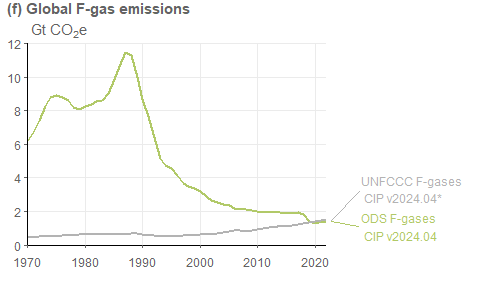 (f) Global F-gas emissions
Gt CO₂e
12
10
8
6
4
2
0
1970 1980 1990 2000 2010 2020
UNFCCC F-gases
CIP v2024.04*
ODS F-gases
CIP v2024.04